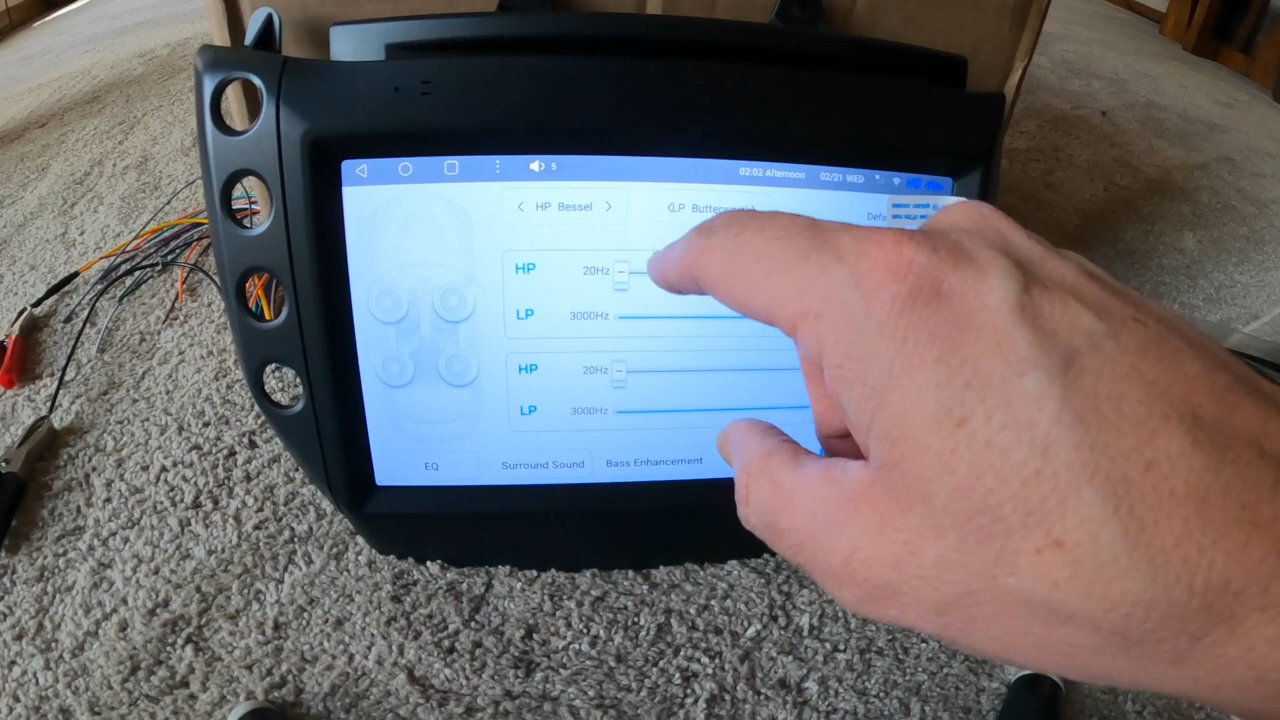 5 02:02 Afternoon 02/21 WED
HP Bessel
HP 20Hz
LP 3000Hz
HP 20Hz
LP 3000Hz
EQ Surround Sound Bass Enhancement